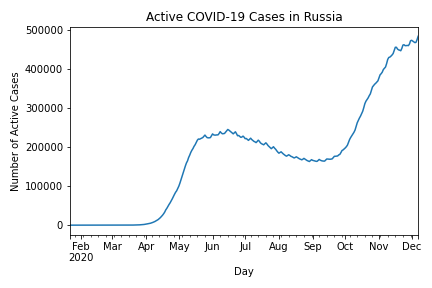 Active COVID-19 Cases in Russia
Number of Active Cases
500000
400000
300000
200000
100000
0
Feb Mar Apr May Jun Jul Aug Sep Oct Nov Dec
2020
Day